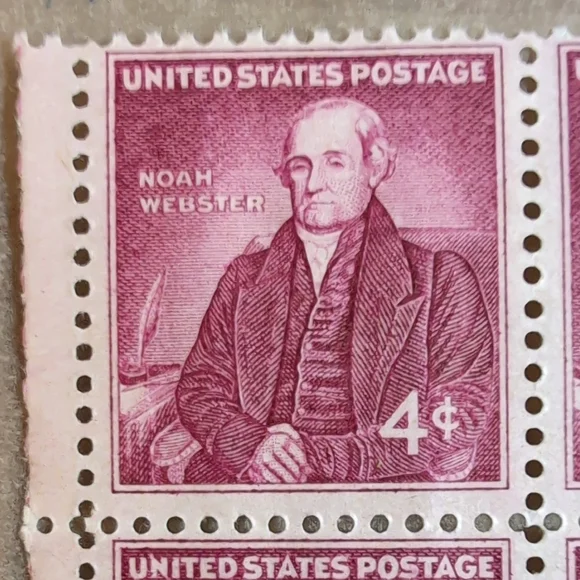 UNITED STATES POSTAGE
NOAH
WEBSTER
4¢
UNITED STATES POSTAGE